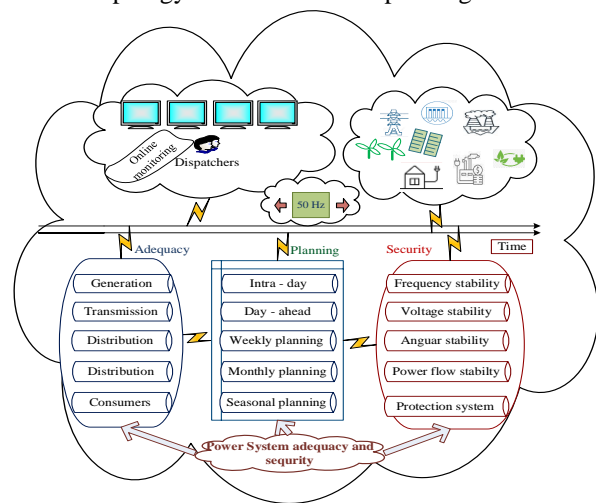 Online
monitoring
Dispatchers
50 Hz
Time
Adequacy
Planning
Security
Generation
Transmission
Distribution
Distribution
Consumers
Intra - day
Day - ahead
Weekly planning
Monthly planning
Seasonal planning
Frequency stability
Voltage stability
Anguar stability
Power flow stabilty
Protection system
Power System adequacy and
sequrity